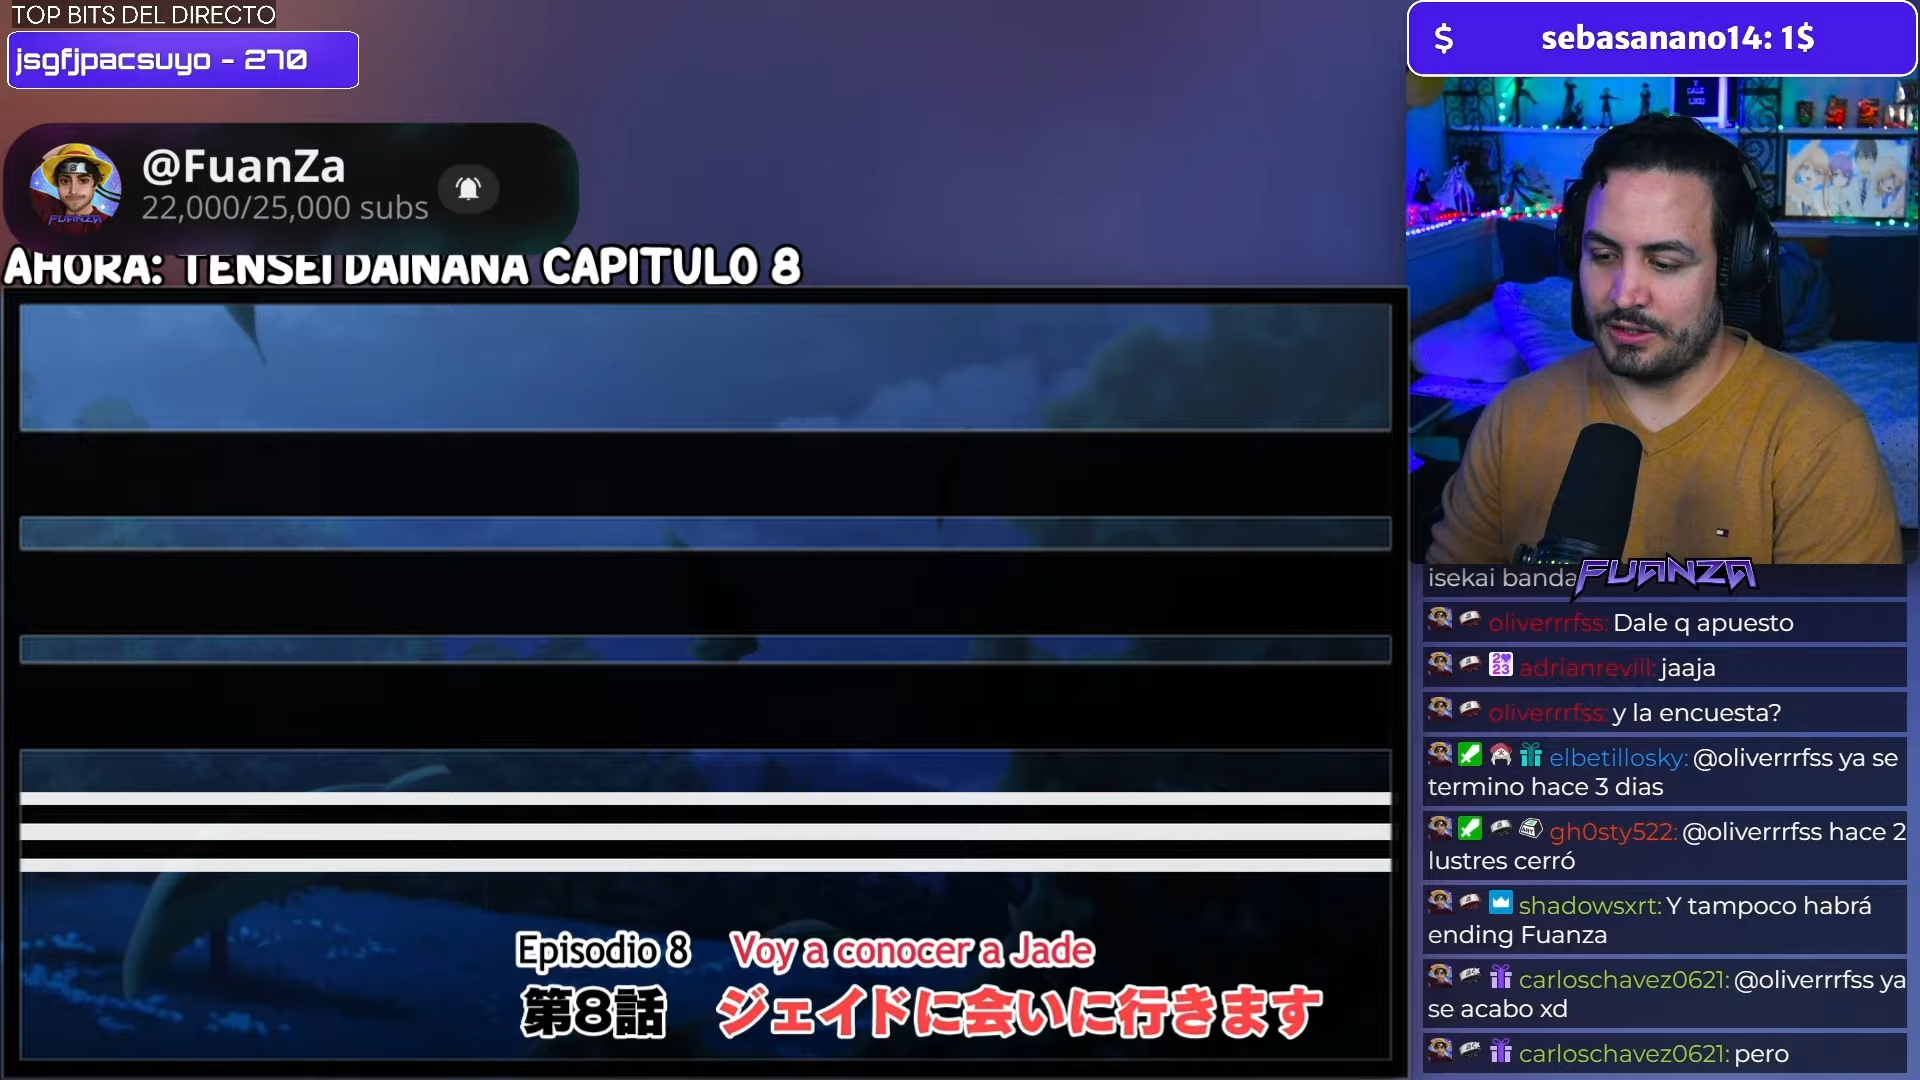 TOP BITS DEL DIRECTO
jsgfjpacsuyo - 270
$ sebasanano14: 1$
@FuanZa
22,000/25,000 subs
FUANZA
AHORA: TENSEI DAINANA CAPITULO 8
isekai banda
FUANZA
oliverrrfss: Dale q apuesto
adrianrevill: jaaja
oliverrrfss: y la encuesta?
elbetillosky: @oliverrrfss ya se
termino hace 3 dias
gh0sty522: @oliverrrfss hace 2
lustres cerró
shadowsxrt: Y tampoco habrá
ending Fuanza
carloschavez0621: @oliverrrfss ya
se acabo xd
carloschavez0621: pero
Episodio 8 Voy a conocer a Jade
第8話 ジェイドに会いに行きます